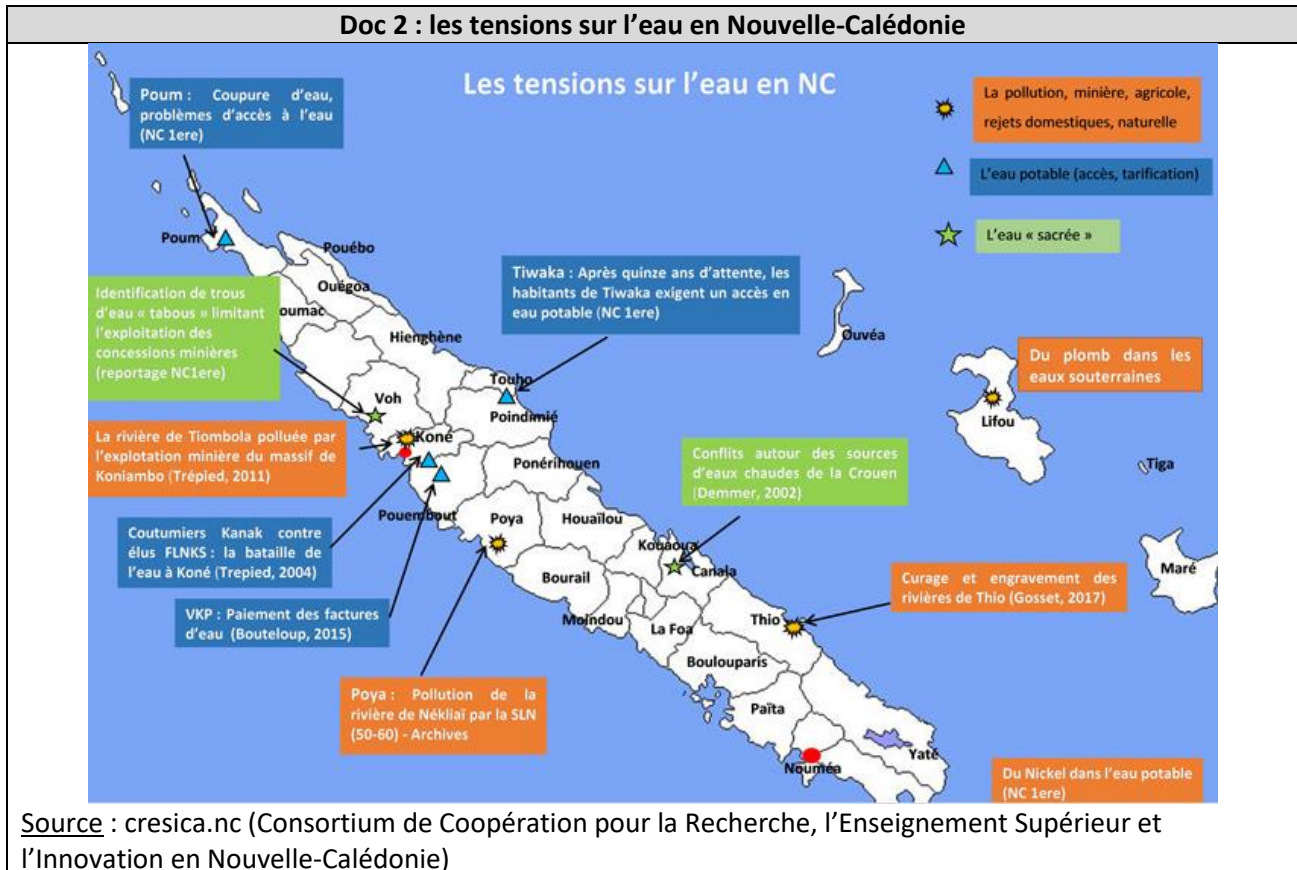 Doc 2 : les tensions sur l'eau en Nouvelle-Calédonie
Les tensions sur l'eau en NC
Poum : Coupure d'eau,
problèmes d'accès à l'eau
(NC 1ere)
La pollution, minière, agricole,
rejets domestiques, naturelle
L'eau potable (accès, tarification)
L'eau « sacrée »
Poum
Pouébo
Ouégoa
oumac
Identification de trous
d'eau « tabous » limitant
l'exploitation des
concessions minières
(reportage NC1ere)
Tiwaka : Après quinze ans d'attente, les
habitants de Tiwaka exigent un accès en
eau potable (NC 1ere)
Hienghène
Ouvéa
Touho
Voh
Poindimié
Du plomb dans les
eaux souterraines
Lifou
La rivière de Tiombola polluée par
l'explotation minière du massif de
Koniambo (Trépied, 2011)
Koné
Ponérihouen
Conflits autour des sources
d'eaux chaudes de la Crouen
(Demmer, 2002)
Tiga
Pouembout
Poya
Houaïlou
Coutumiers Kanak contre
élus FLNKS : la bataille de
l'eau à Koné (Trepied, 2004)
Kouaoua
Canala
Maré
Bourail
Curage et engravement des
rivières de Thio (Gosset, 2017)
VKP : Paiement des factures
d'eau (Bouteloup, 2015)
Moindou
La Foa
Thio
Boulouparis
Poya : Pollution de la
rivière de Nékliaï par la SLN
(50-60) - Archives
Païta
Yaté
Nouméa
Du Nickel dans l'eau potable
(NC 1ere)
Source : cresica.nc (Consortium de Coopération pour la Recherche, l'Enseignement Supérieur et
l'Innovation en Nouvelle-Calédonie)